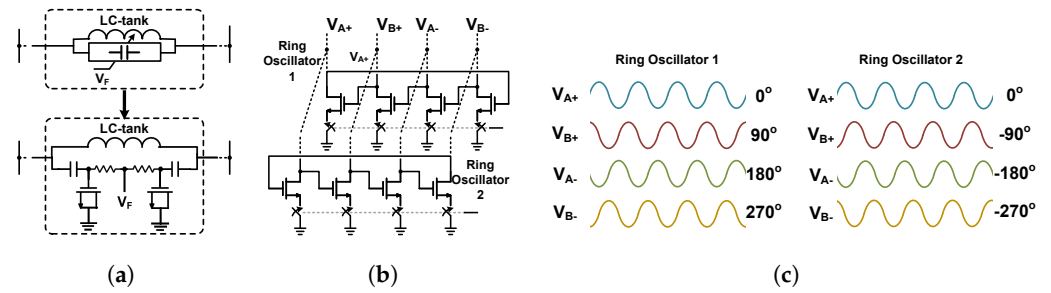 LC-tank
V_F
LC-tank
V_F
(a)
V_A+ V_B+ V_A- V_B-
Ring
Oscillator
1
V_A+
Ring
Oscillator
2
(b)
Ring Oscillator 1
V_A+ 0°
V_B+ 90°
V_A- 180°
V_B- 270°
Ring Oscillator 2
V_A+ 0°
V_B+ -90°
V_A- -180°
V_B- -270°
(c)